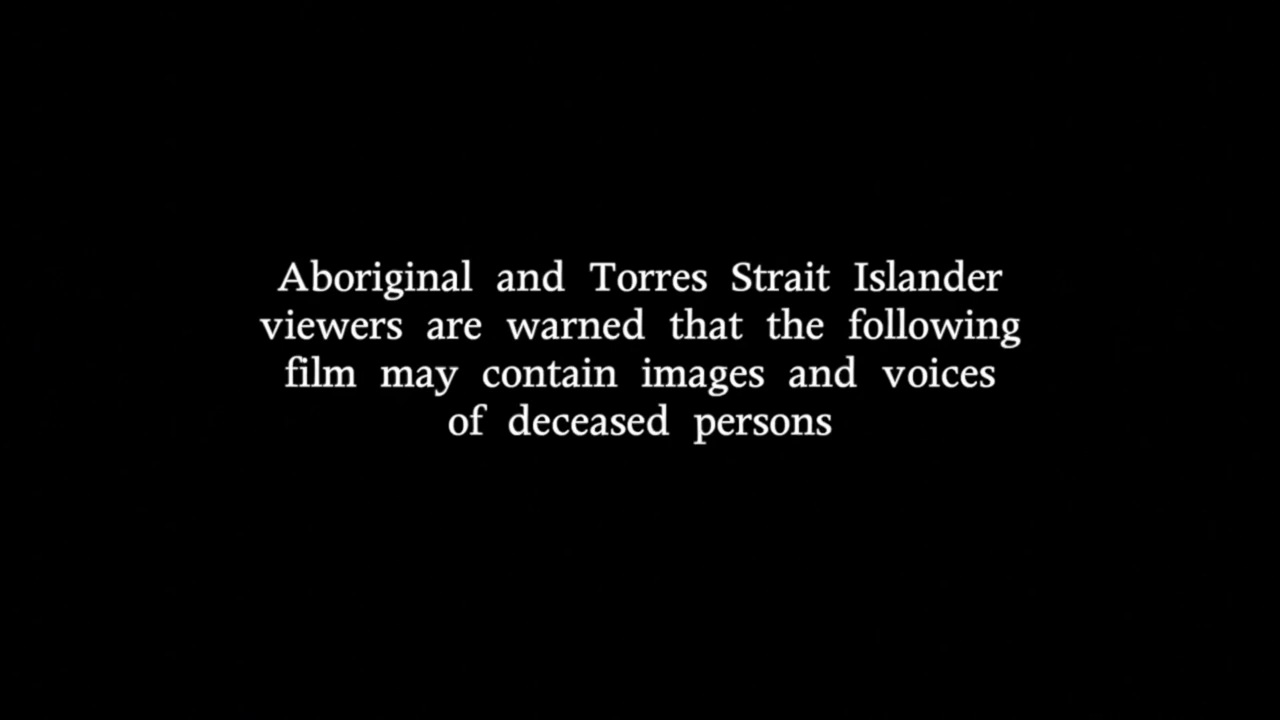 Aboriginal and Torres Strait Islander
viewers are warned that the following
film may contain images and voices
of deceased persons